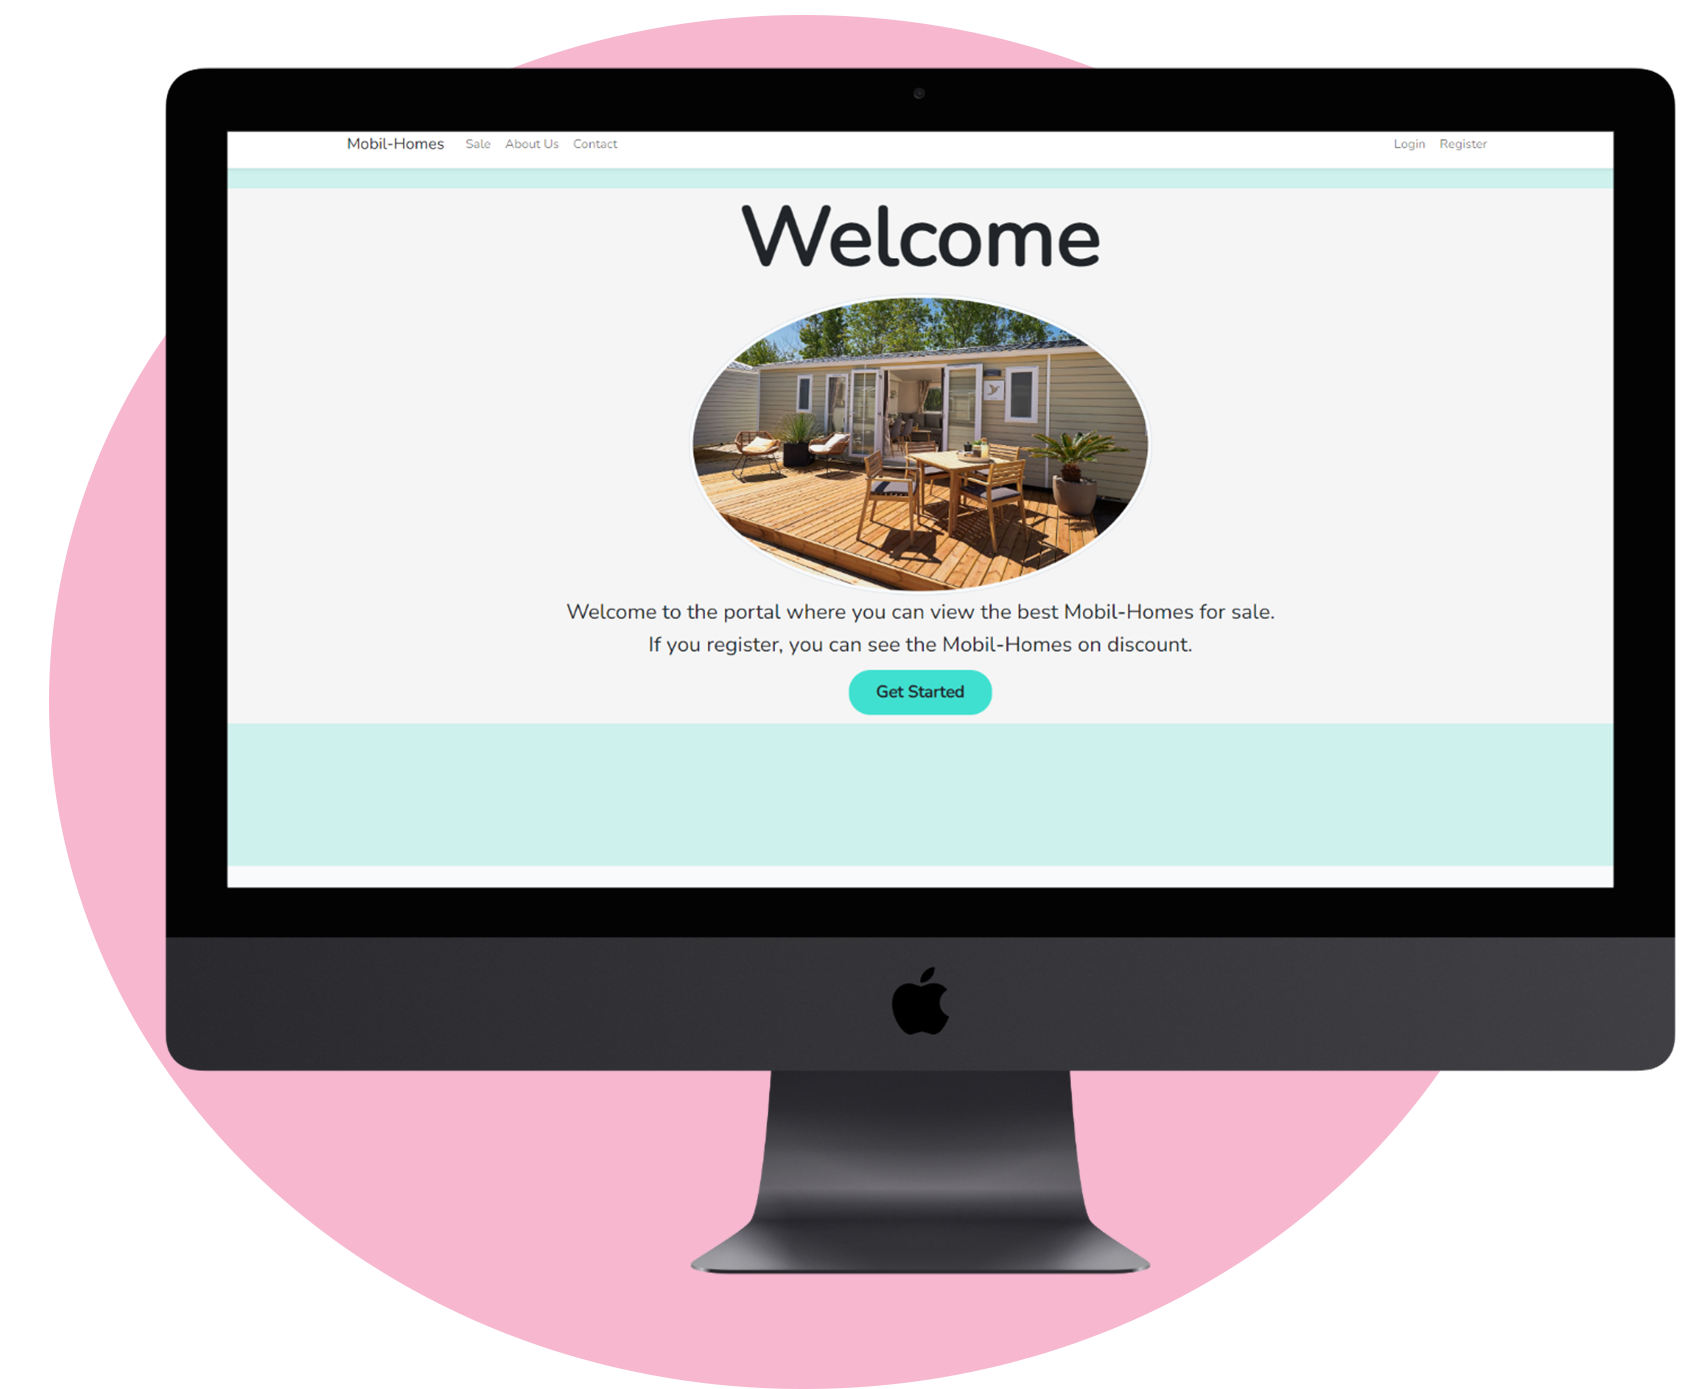 Mobil-Homes Sale About Us Contact Login Register
Welcome
Welcome to the portal where you can view the best Mobil-Homes for sale.
If you register, you can see the Mobil-Homes on discount.
Get Started